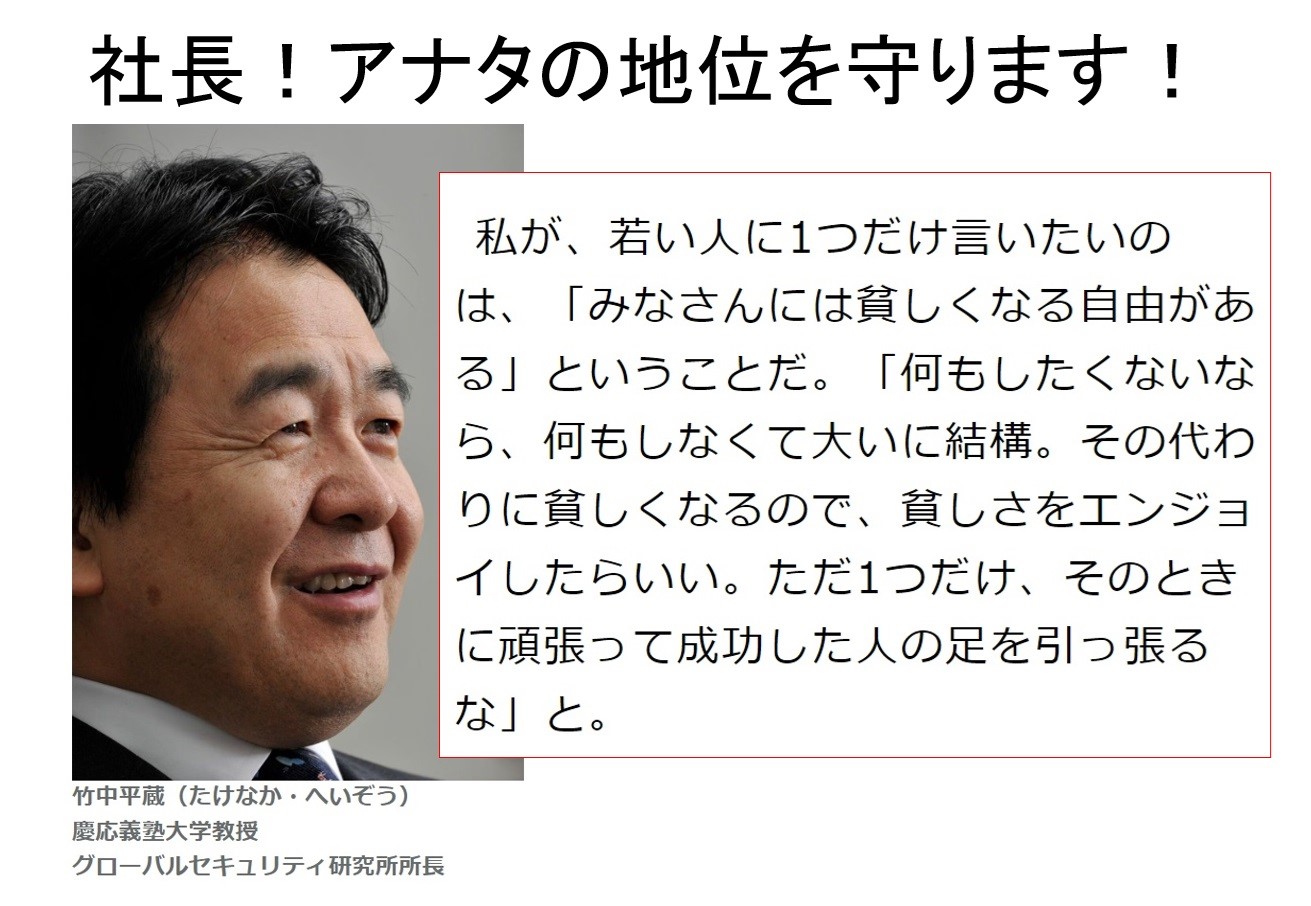 社長！アナタの地位を守ります！
私が、若い人に1つだけ言いたいの
は、「みなさんには貧しくなる自由があ
る」ということだ。「何もしたくないな
ら、何もしなくて大いに結構。その代わ
りに貧しくなるので、貧しさをエンジョ
イしたらいい。ただ1つだけ、そのとき
に頑張って成功した人の足を引っ張る
な」と。
竹中平蔵（たけなか・へいぞう）
慶応義塾大学教授
グローバルセキュリティ研究所所長